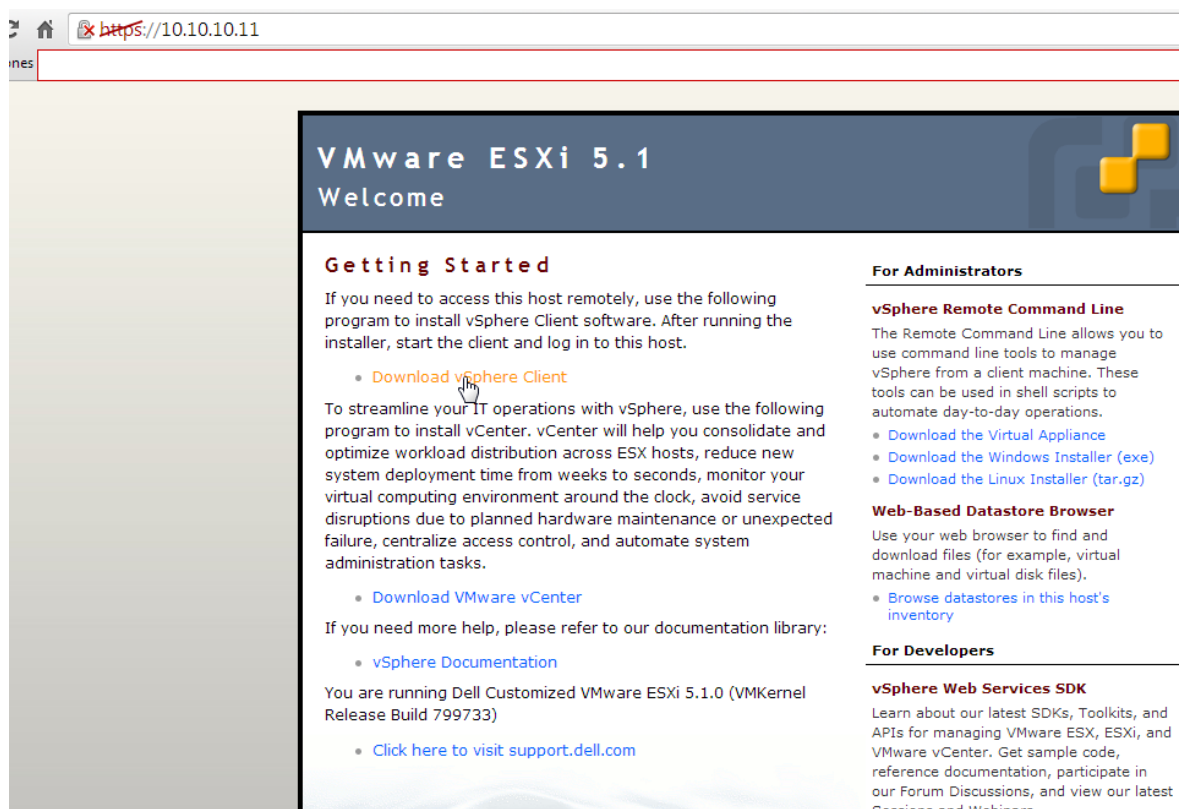 https://10.10.10.11
ones
VMware ESXi 5.1
Welcome
Getting Started
If you need to access this host remotely, use the following
program to install vSphere Client software. After running the
installer, start the client and log in to this host.
Download vSphere Client
To streamline your IT operations with vSphere, use the following
program to install vCenter. vCenter will help you consolidate and
optimize workload distribution across ESX hosts, reduce new
system deployment time from weeks to seconds, monitor your
virtual computing environment around the clock, avoid service
disruptions due to planned hardware maintenance or unexpected
failure, centralize access control, and automate system
administration tasks.
Download VMware vCenter
If you need more help, please refer to our documentation library:
vSphere Documentation
You are running Dell Customized VMware ESXi 5.1.0 (VMKernel
Release Build 799733)
Click here to visit support.dell.com
For Administrators
vSphere Remote Command Line
The Remote Command Line allows you to
use command line tools to manage
vSphere from a client machine. These
tools can be used in shell scripts to
automate day-to-day operations.
Download the Virtual Appliance
Download the Windows Installer (exe)
Download the Linux Installer (tar.gz)
Web-Based Datastore Browser
Use your web browser to find and
download files (for example, virtual
machine and virtual disk files).
Browse datastores in this host's
inventory
For Developers
vSphere Web Services SDK
Learn about our latest SDKs, Toolkits, and
APIs for managing VMware ESX, ESXi, and
VMware vCenter. Get sample code,
reference documentation, participate in
our Forum Discussions, and view our latest
Sessions and Webinars